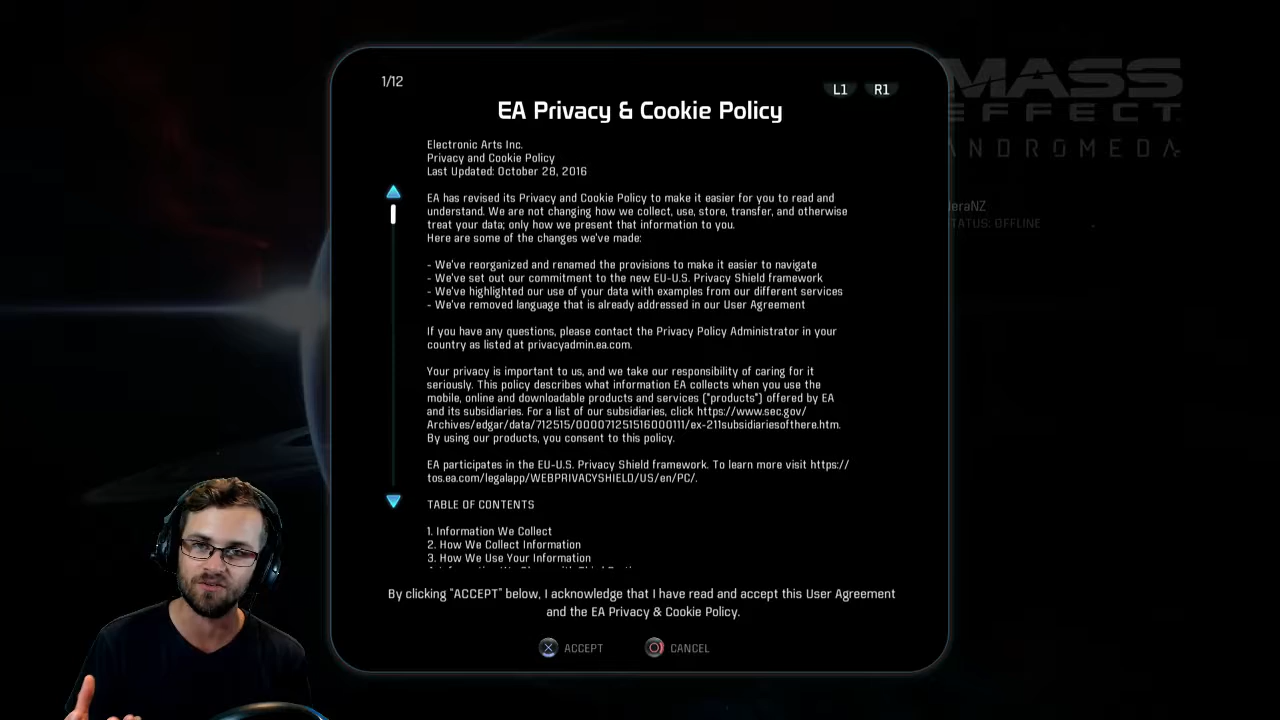 1/12
L1 R1
MASS
EFFECT
ANDROMEDA
EA Privacy & Cookie Policy
Electronic Arts Inc.
Privacy and Cookie Policy
Last Updated: October 28, 2016
EA has revised its Privacy and Cookie Policy to make it easier for you to read and
understand. We are not changing how we collect, use, store, transfer, and otherwise
treat your data; only how we present that information to you.
Here are some of the changes we've made:
- We've reorganized and renamed the provisions to make it easier to navigate
- We've set out our commitment to the new EU-U.S. Privacy Shield framework
- We've highlighted our use of your data with examples from our different services
- We've removed language that is already addressed in our User Agreement
If you have any questions, please contact the Privacy Policy Administrator in your
country as listed at privacyadmin.ea.com.
Your privacy is important to us, and we take our responsibility of caring for it
seriously. This policy describes what information EA collects when you use the
mobile, online and downloadable products and services ("products") offered by EA
and its subsidiaries. For a list of our subsidiaries, click https://www.sec.gov/
Archives/edgar/data/712515/000071251516000111/ex-211subsidiariesofthere.htm.
By using our products, you consent to this policy.
EA participates in the EU-U.S. Privacy Shield framework. To learn more visit https://
tos.ea.com/legalapp/WEBPRIVACYSHIELD/US/en/PC/.
TABLE OF CONTENTS
1. Information We Collect
2. How We Collect Information
3. How We Use Your Information
By clicking "ACCEPT" below, I acknowledge that I have read and accept this User Agreement
and the EA Privacy & Cookie Policy.
ACCEPT CANCEL
STATUS: OFFLINE